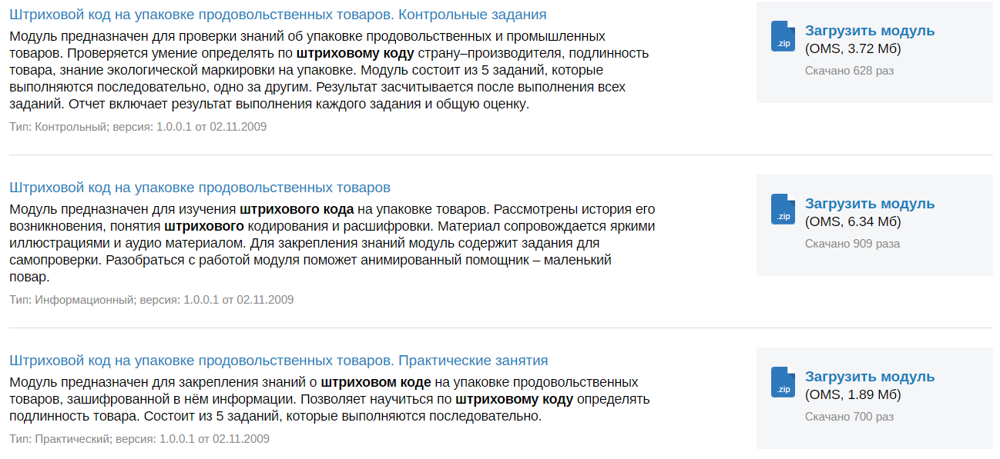 Штриховой код на упаковке продовольственных товаров. Контрольные задания
Модуль предназначен для проверки знаний об упаковке продовольственных и промышленных
товаров. Проверяется умение определять по штриховому коду страну–производителя, подлинность
товара, знание экологической маркировки на упаковке. Модуль состоит из 5 заданий, которые
выполняются последовательно, одно за другим. Результат засчитывается после выполнения всех
заданий. Отчет включает результат выполнения каждого задания и общую оценку.
Тип: Контрольный; версия: 1.0.0.1 от 02.11.2009
.zip
Загрузить модуль
(OMS, 3.72 Мб)
Скачано 628 раз
Штриховой код на упаковке продовольственных товаров
Модуль предназначен для изучения штрихового кода на упаковке товаров. Рассмотрены история его
возникновения, понятия штрихового кодирования и расшифровки. Материал сопровождается яркими
иллюстрациями и аудио материалом. Для закрепления знаний модуль содержит задания для
самопроверки. Разобраться с работой модуля поможет анимированный помощник – маленький
повар.
Тип: Информационный; версия: 1.0.0.1 от 02.11.2009
.zip
Загрузить модуль
(OMS, 6.34 Мб)
Скачано 909 раза
Штриховой код на упаковке продовольственных товаров. Практические занятия
Модуль предназначен для закрепления знаний о штриховом коде на упаковке продовольственных
товаров, зашифрованной в нём информации. Позволяет научиться по штриховому коду определять
подлинность товара. Состоит из 5 заданий, которые выполняются последовательно.
Тип: Практический; версия: 1.0.0.1 от 02.11.2009
.zip
Загрузить модуль
(OMS, 1.89 Мб)
Скачано 700 раз